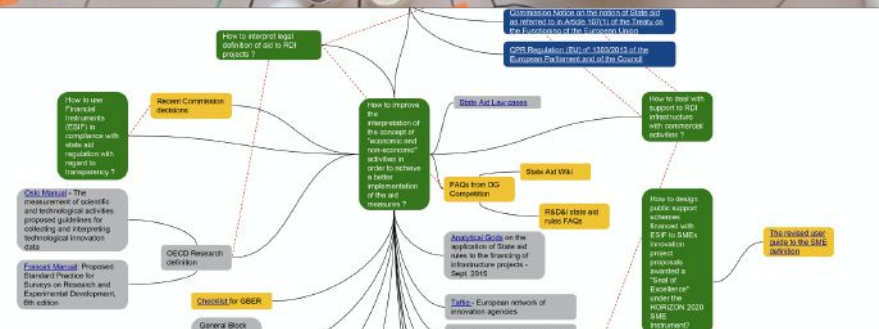 Commission Notice on the notion of State aid
as referred to in Article 107(1) of the Treaty on
the Functioning of the European Union
How to interpret legal
definition of aid to RDI
projects ?
CPR Regulation (EU) n° 1303/2013 of the
European Parliament and of the Council
How to use
Financial
Instruments
(ESIF) in
compliance with
state aid
regulation with
regard to
transparency ?
Recent Commission
decisions
How to improve
the
interpretation of
the concept of
"economic and
non-economic"
activities in
order to achieve
a better
implementation
of the aid
measures ?
State Aid Law cases
How to deal with
support to RDI
infrastructure
with commercial
activities ?
FAQs from DG
Competition
State Aid Wiki
R&D&I state aid
rules FAQs
Oslo Manual - The
measurement of scientific
and technological activities
proposed guidelines for
collecting and interpreting
technological innovation
data
Frascati Manual: Proposed
Standard Practice for
Surveys on Research and
Experimental Development,
6th edition
OECD Research
definition
Analytical Grids on the
application of State aid
rules to the financing of
infrastructure projects -
Sept. 2015
How to design
public support
schemes
financed with
ESIF to SMEs
innovation
project
proposals
awarded a
"Seal of
Excellence"
under the
HORIZON 2020
SME
Instrument?
The revised user
guide to the SME
definition
Checklist for GBER
Taftie - European network of
innovation agencies
General Block